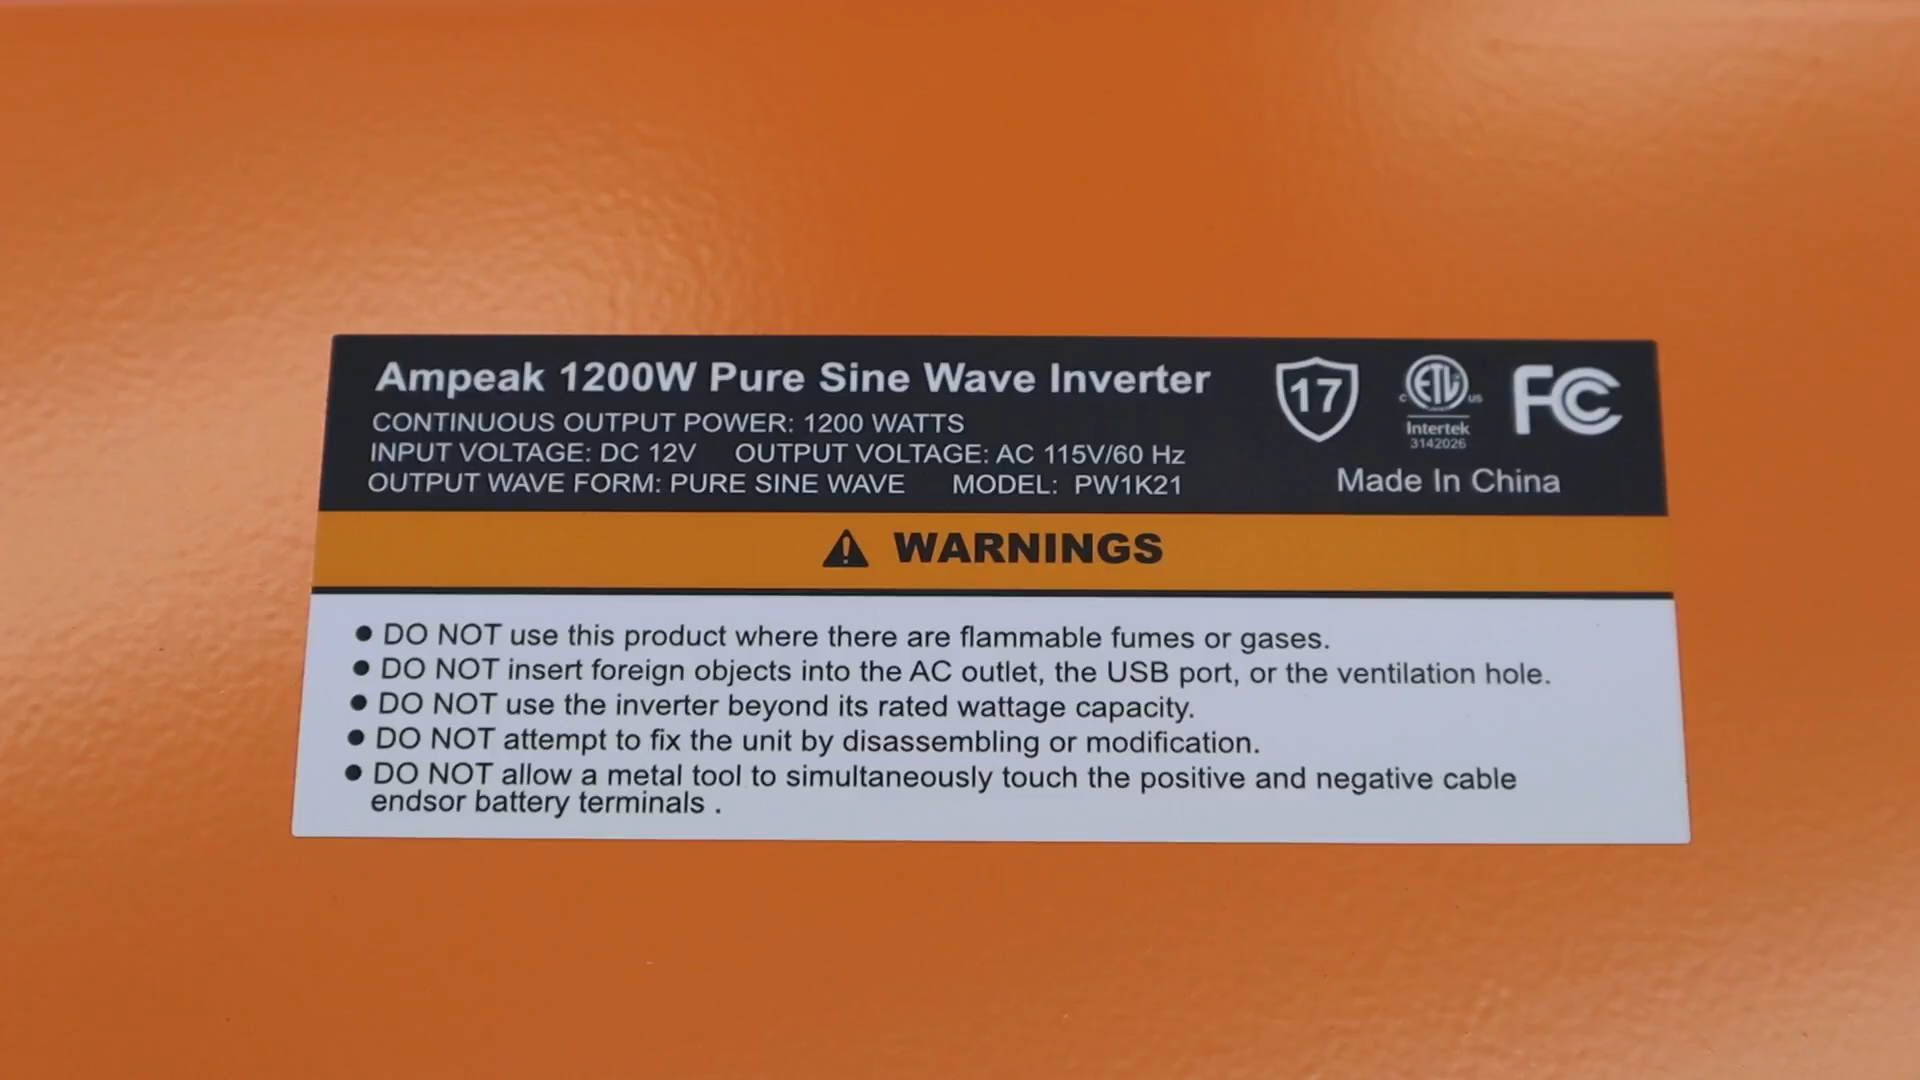 Ampeak 1200W Pure Sine Wave Inverter
CONTINUOUS OUTPUT POWER: 1200 WATTS
INPUT VOLTAGE: DC 12V OUTPUT VOLTAGE: AC 115V/60 Hz
OUTPUT WAVE FORM: PURE SINE WAVE MODEL: PW1K21
17
ETL
C US
Intertek
3142026
FC
Made In China
WARNINGS
● DO NOT use this product where there are flammable fumes or gases.
● DO NOT insert foreign objects into the AC outlet, the USB port, or the ventilation hole.
● DO NOT use the inverter beyond its rated wattage capacity.
● DO NOT attempt to fix the unit by disassembling or modification.
● DO NOT allow a metal tool to simultaneously touch the positive and negative cable
endsor battery terminals .